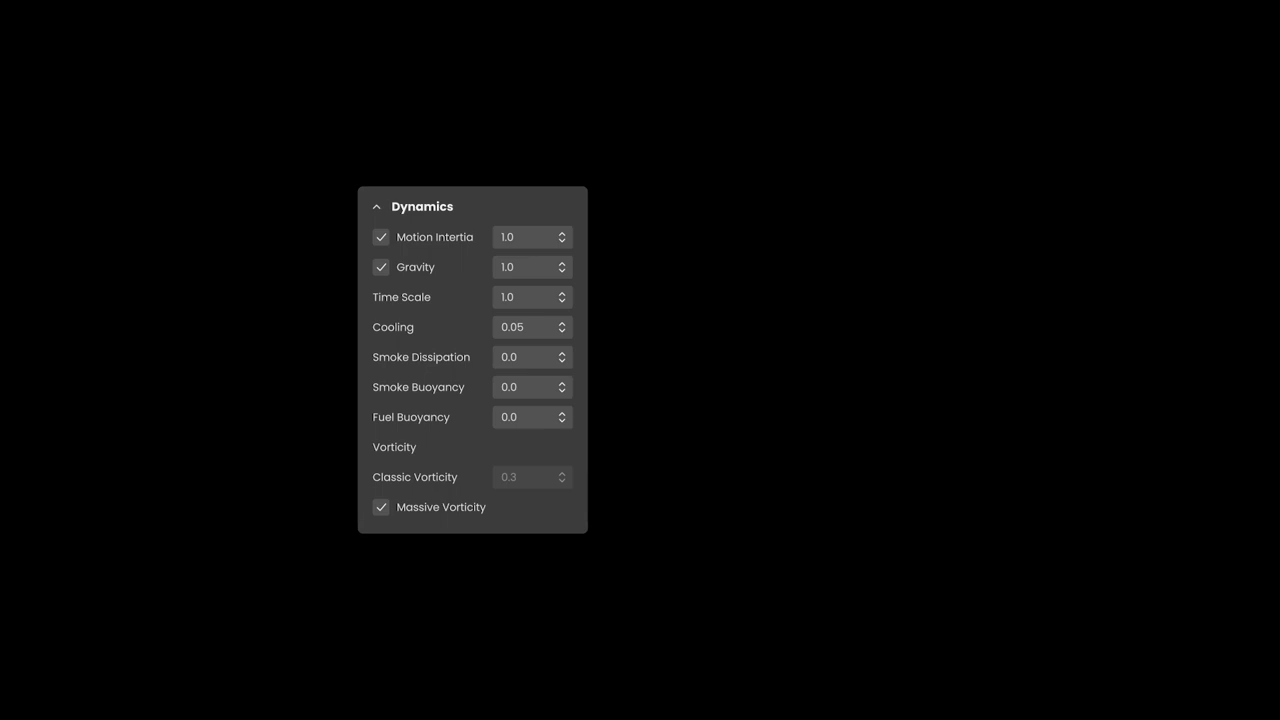 Dynamics
Motion Intertia 1.0
Gravity 1.0
Time Scale 1.0
Cooling 0.05
Smoke Dissipation 0.0
Smoke Buoyancy 0.0
Fuel Buoyancy 0.0
Vorticity
Classic Vorticity 0.3
Massive Vorticity